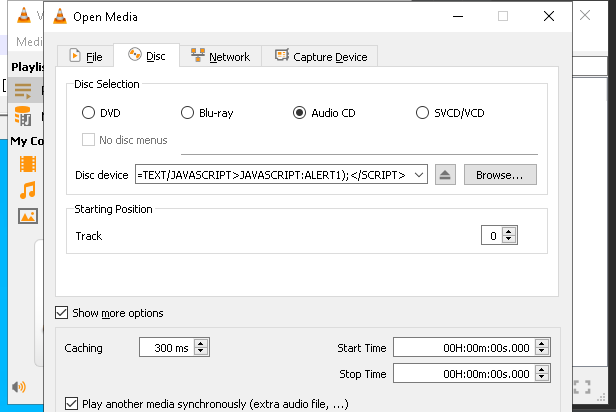 Open Media
Medi
File Disc Network Capture Device
Playlis
Disc Selection
DVD Blu-ray Audio CD SVCD/VCD
No disc menus
My Co
Disc device =TEXT/JAVASCRIPT>JAVASCRIPT:ALERT1);</SCRIPT> Browse...
Starting Position
Track 0
Show more options
Caching 300 ms Start Time 00H:00m:00s.000
Stop Time 00H:00m:00s.000
Play another media synchronously (extra audio file, ...)